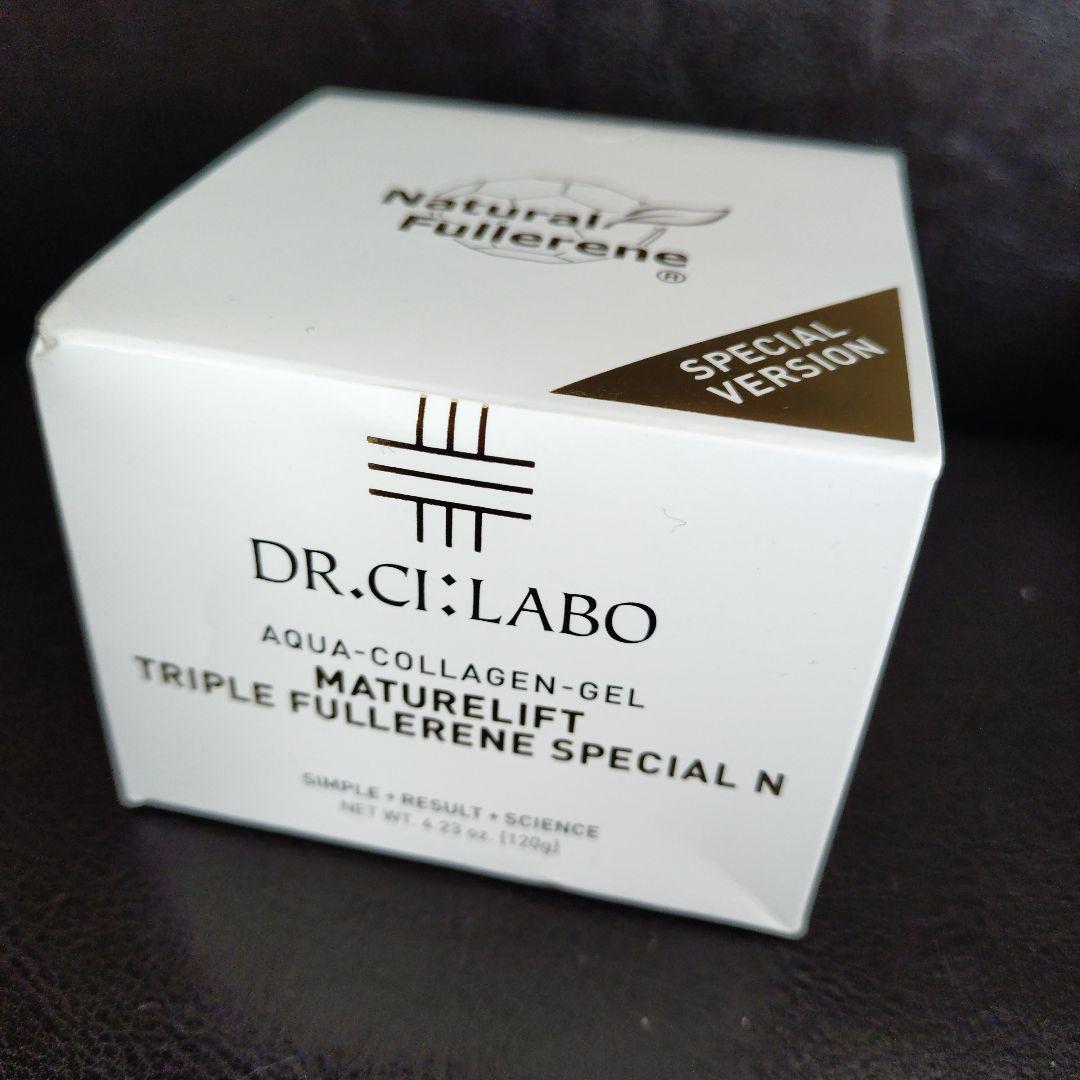 Natural
Fullerene
®
SPECIAL
VERSION
DR.CI:LABO
AQUA-COLLAGEN-GEL
MATURELIFT
TRIPLE FULLERENE SPECIAL N
SIMPLE + RESULT + SCIENCE
NET WT. 4.23 oz. (120g)